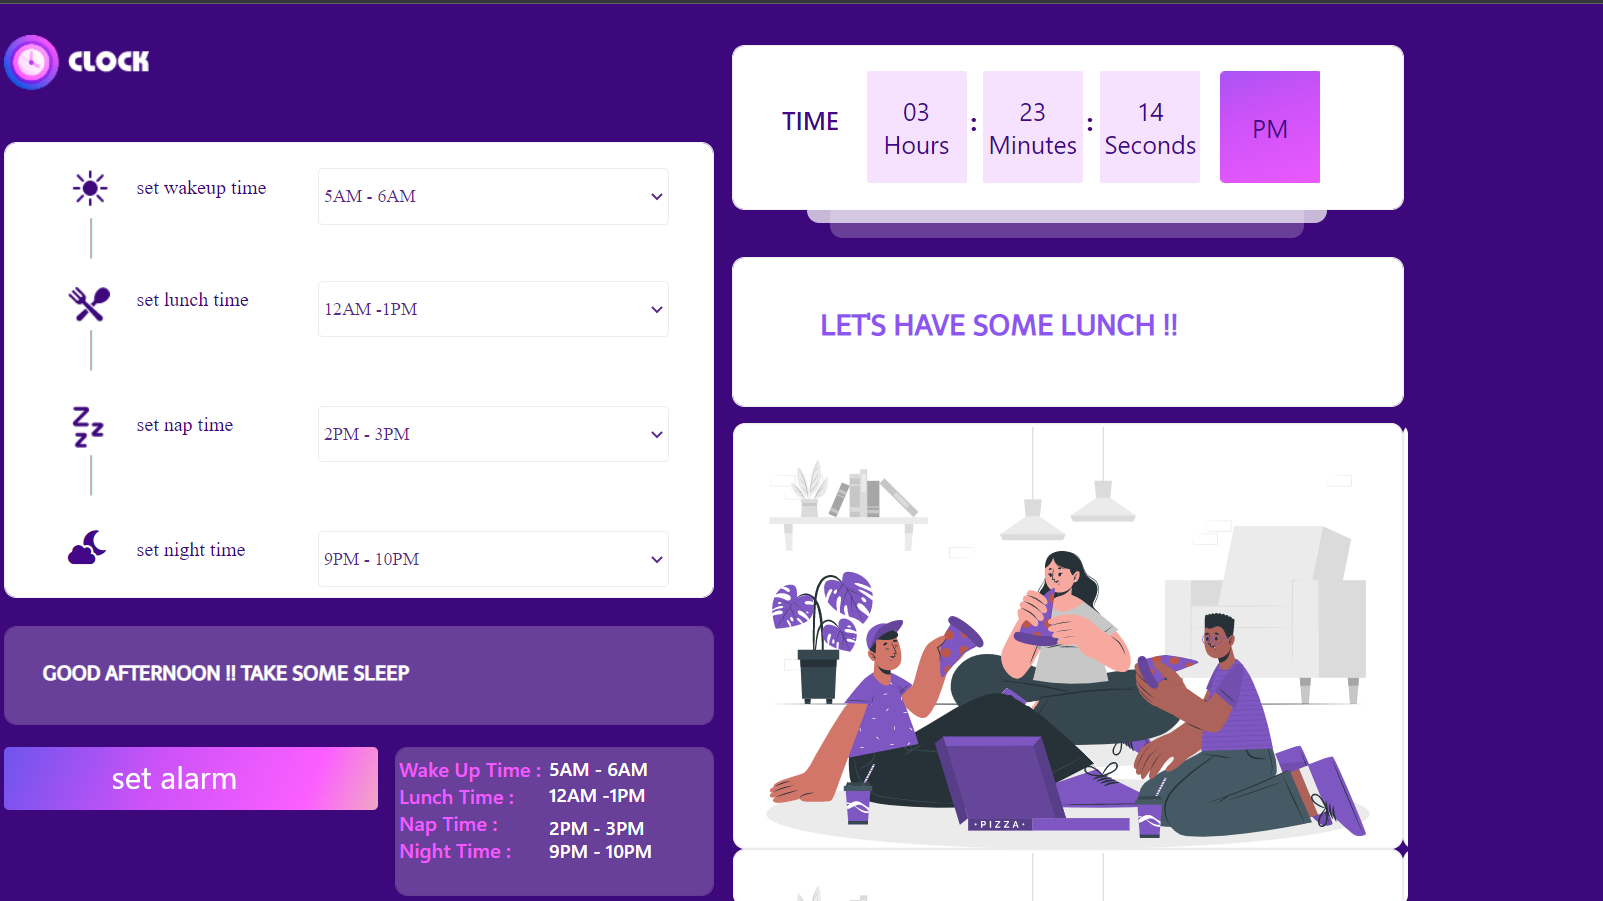 CLOCK
set wakeup time
5AM - 6AM
set lunch time
12AM -1PM
set nap time
2PM - 3PM
set night time
9PM - 10PM
GOOD AFTERNOON !! TAKE SOME SLEEP
set alarm
Wake Up Time : 5AM - 6AM
Lunch Time : 12AM -1PM
Nap Time : 2PM - 3PM
Night Time : 9PM - 10PM
TIME
03 : 23 : 14
Hours Minutes Seconds
PM
LET'S HAVE SOME LUNCH !!
• PIZZA •